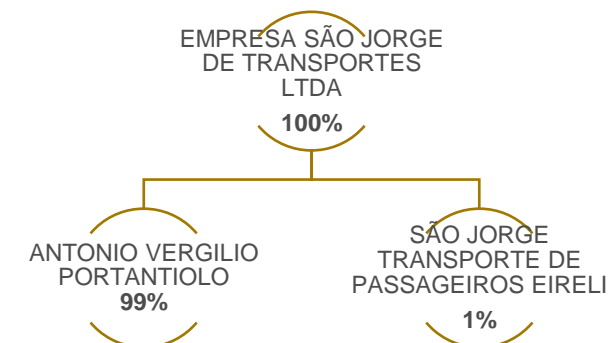 EMPRESA SÃO JORGE
DE TRANSPORTES
LTDA
100%
ANTONIO VERGILIO
PORTANTIOLO
99%
SÃO JORGE
TRANSPORTE DE
PASSAGEIROS EIRELI
1%